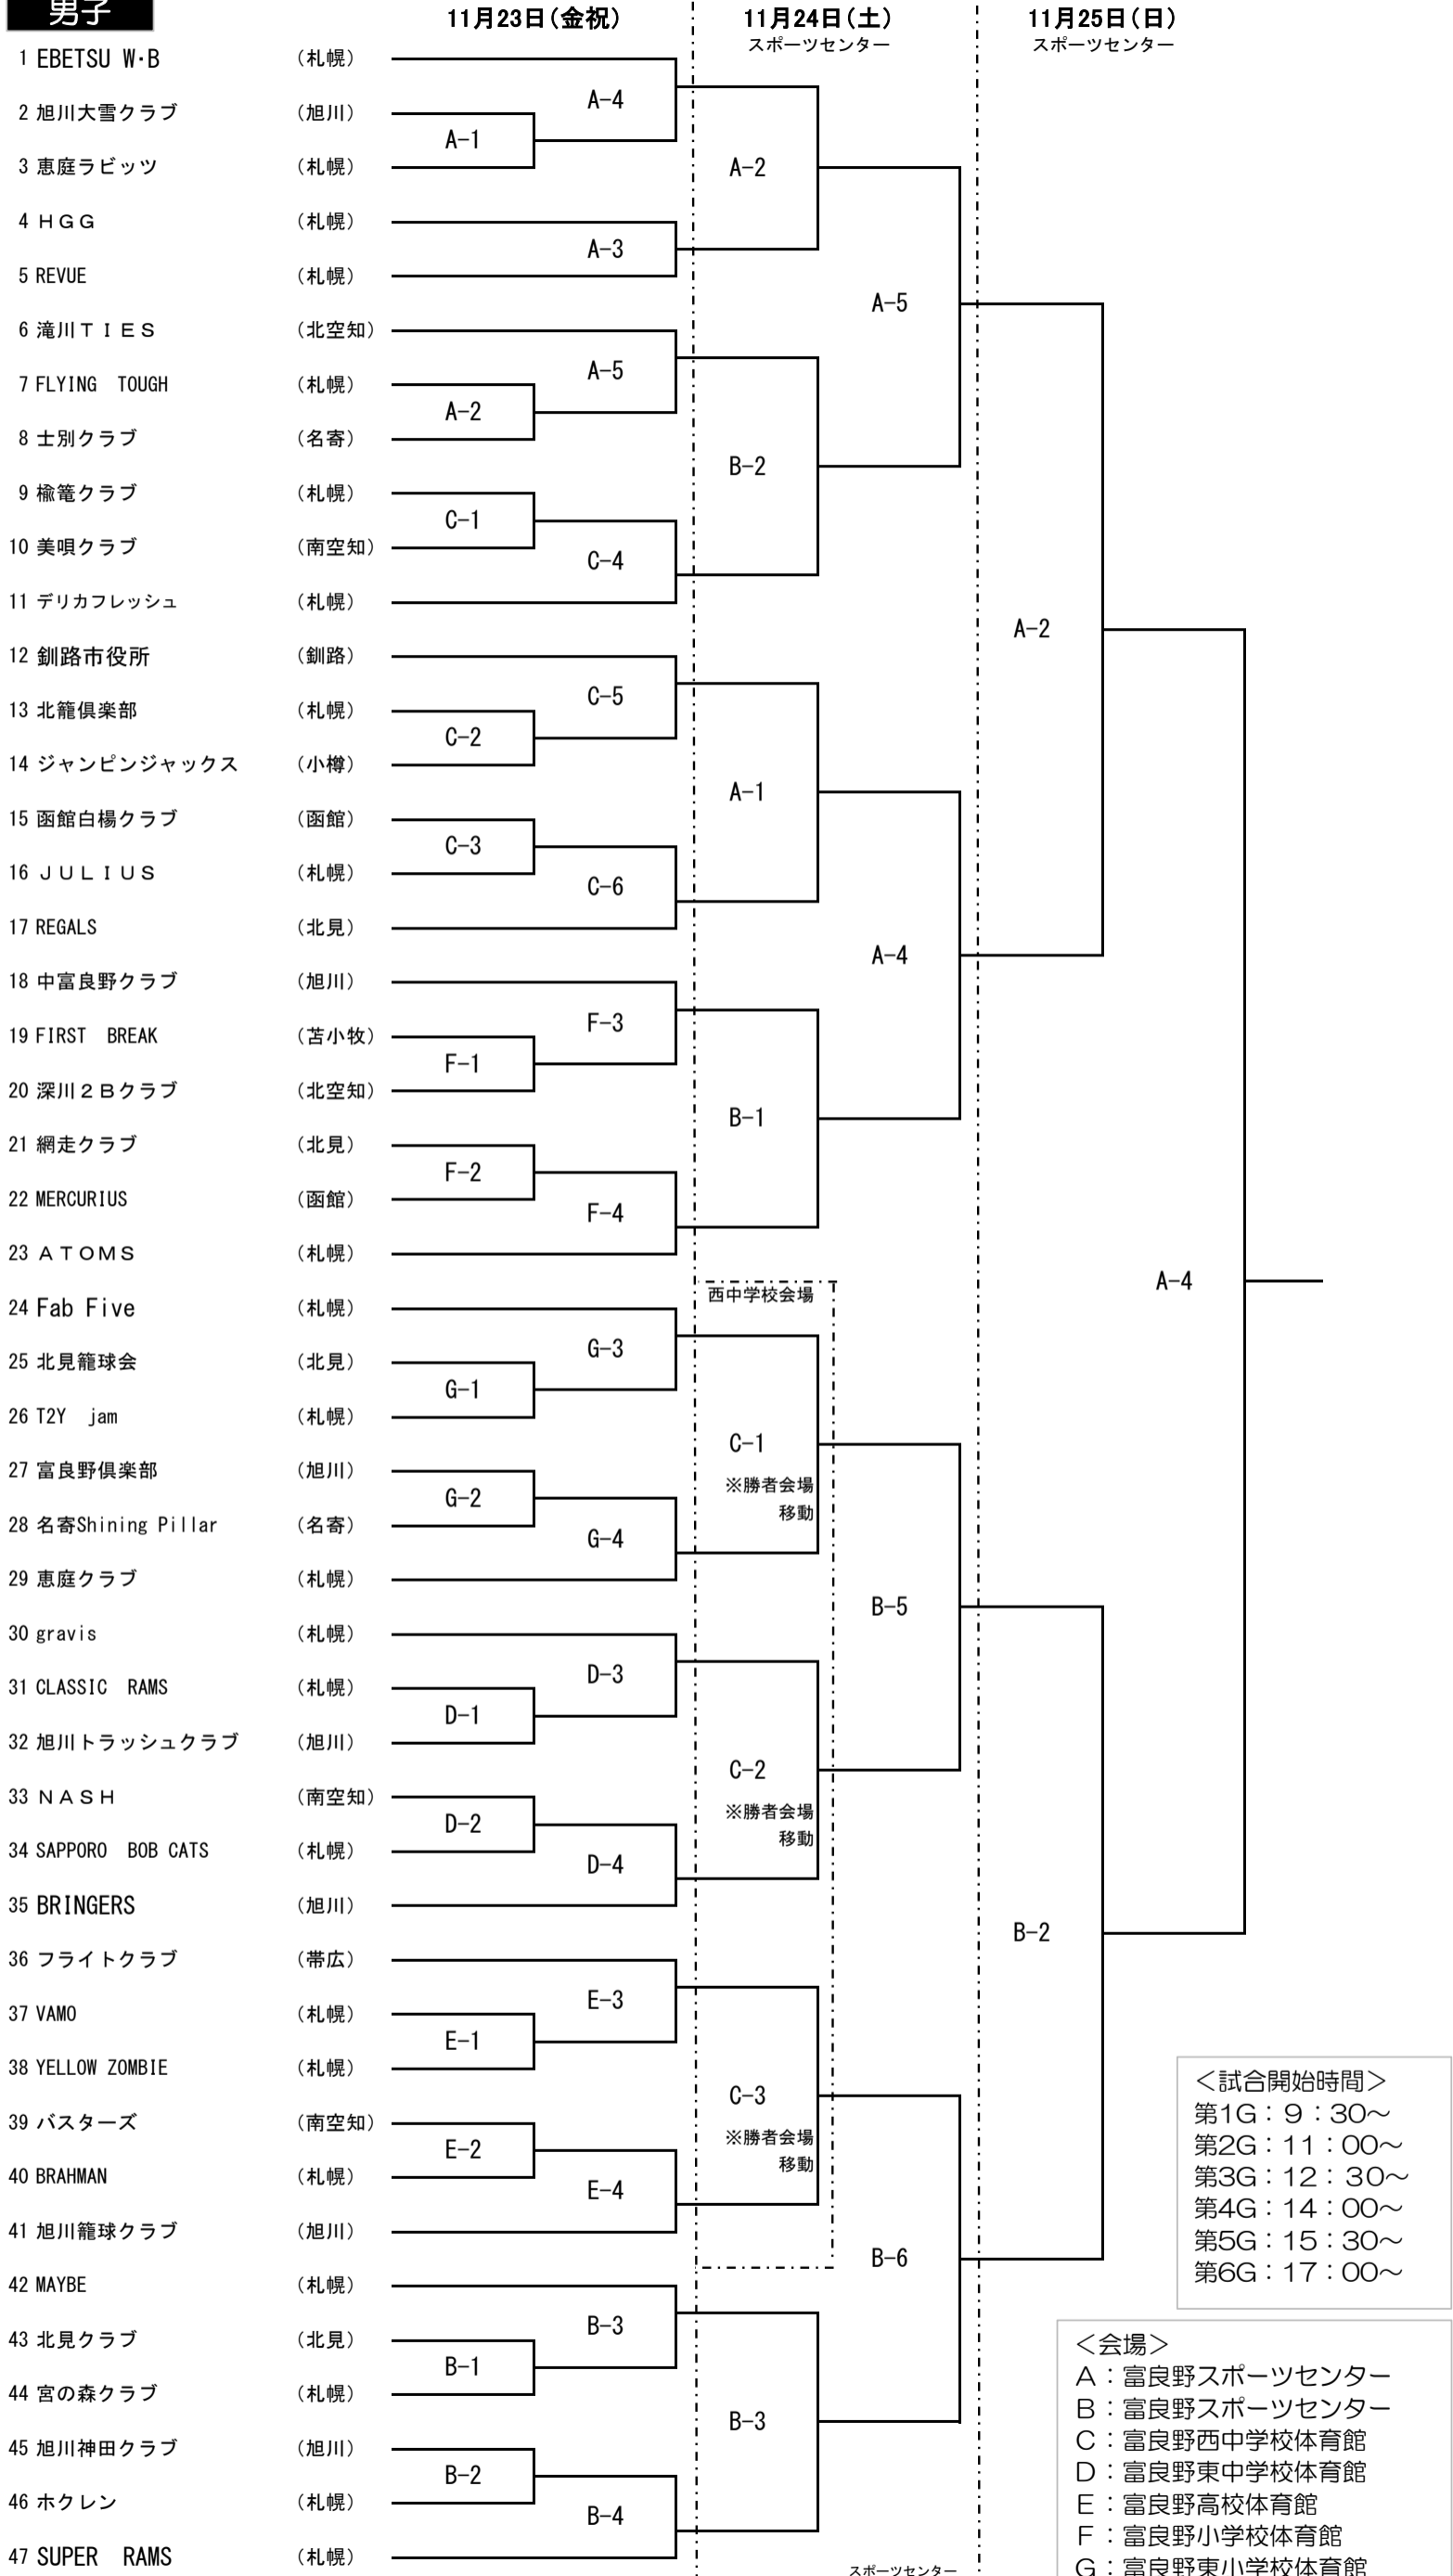 男子
11月23日(金祝)
11月24日(土)
11月25日(日)
スポーツセンター
スポーツセンター
1 EBETSU W･B (札幌)
2 旭川大雪クラブ (旭川)
3 恵庭ラビッツ (札幌)
4 ＨＧＧ (札幌)
5 REVUE (札幌)
6 滝川ＴＩＥＳ (北空知)
7 FLYING TOUGH (札幌)
8 士別クラブ (名寄)
9 楡篭クラブ (札幌)
10 美唄クラブ (南空知)
11 デリカフレッシュ (札幌)
12 釧路市役所 (釧路)
13 北籠倶楽部 (札幌)
14 ジャンピンジャックス (小樽)
15 函館白楊クラブ (函館)
16 ＪＵＬＩＵＳ (札幌)
17 REGALS (北見)
18 中富良野クラブ (旭川)
19 FIRST BREAK (苫小牧)
20 深川２Ｂクラブ (北空知)
21 網走クラブ (北見)
22 MERCURIUS (函館)
23 ＡＴＯＭＳ (札幌)
24 Fab Five (札幌)
25 北見籠球会 (北見)
26 T2Y jam (札幌)
27 富良野倶楽部 (旭川)
28 名寄Shining Pillar (名寄)
29 恵庭クラブ (札幌)
30 gravis (札幌)
31 CLASSIC RAMS (札幌)
32 旭川トラッシュクラブ (旭川)
33 ＮＡＳＨ (南空知)
34 SAPPORO BOB CATS (札幌)
35 BRINGERS (旭川)
36 フライトクラブ (帯広)
37 VAMO (札幌)
38 YELLOW ZOMBIE (札幌)
39 バスターズ (南空知)
40 BRAHMAN (札幌)
41 旭川籠球クラブ (旭川)
42 MAYBE (札幌)
43 北見クラブ (北見)
44 宮の森クラブ (札幌)
45 旭川神田クラブ (旭川)
46 ホクレン (札幌)
47 SUPER RAMS (札幌)
A-1
A-2
C-1
C-2
C-3
F-1
F-2
G-1
G-2
D-1
D-2
E-1
E-2
B-1
B-2
A-4
A-3
A-5
C-4
C-5
C-6
F-3
F-4
G-3
G-4
D-3
D-4
E-3
E-4
B-3
B-4
A-2
B-2
A-1
B-1
西中学校会場
C-1
※勝者会場
移動
C-2
※勝者会場
移動
C-3
※勝者会場
移動
B-3
A-5
A-4
B-5
B-6
スポーツセンター
A-2
B-2
A-4
＜試合開始時間＞
第1G：9：30～
第2G：11：00～
第3G：12：30～
第4G：14：00～
第5G：15：30～
第6G：17：00～
＜会場＞
A：富良野スポーツセンター
B：富良野スポーツセンター
C：富良野西中学校体育館
D：富良野東中学校体育館
E：富良野高校体育館
F：富良野小学校体育館
G：富良野東小学校体育館